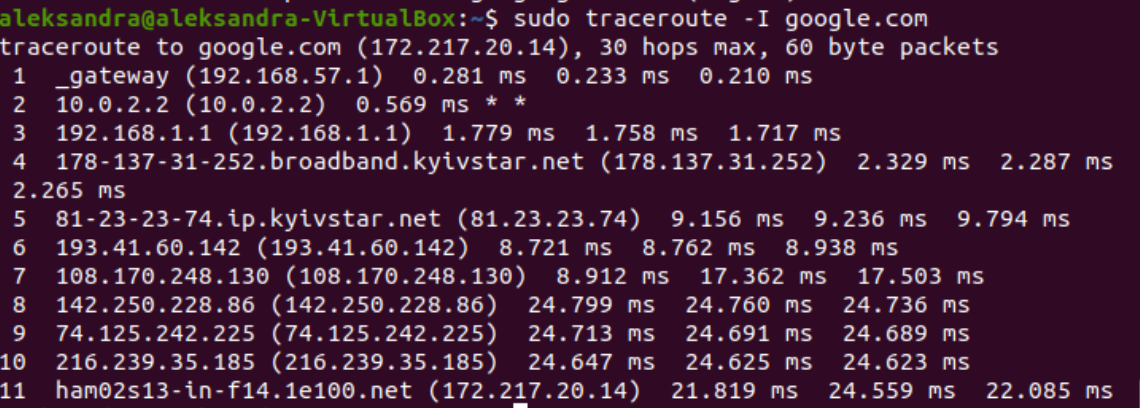 aleksandra@aleksandra-VirtualBox:~$ sudo traceroute -I google.com
traceroute to google.com (172.217.20.14), 30 hops max, 60 byte packets
 1  _gateway (192.168.57.1)  0.281 ms  0.233 ms  0.210 ms
 2  10.0.2.2 (10.0.2.2)  0.569 ms * *
 3  192.168.1.1 (192.168.1.1)  1.779 ms  1.758 ms  1.717 ms
 4  178-137-31-252.broadband.kyivstar.net (178.137.31.252)  2.329 ms  2.287 ms
 2.265 ms
 5  81-23-23-74.ip.kyivstar.net (81.23.23.74)  9.156 ms  9.236 ms  9.794 ms
 6  193.41.60.142 (193.41.60.142)  8.721 ms  8.762 ms  8.938 ms
 7  108.170.248.130 (108.170.248.130)  8.912 ms  17.362 ms  17.503 ms
 8  142.250.228.86 (142.250.228.86)  24.799 ms  24.760 ms  24.736 ms
 9  74.125.242.225 (74.125.242.225)  24.713 ms  24.691 ms  24.689 ms
10  216.239.35.185 (216.239.35.185)  24.647 ms  24.625 ms  24.623 ms
11  ham02s13-in-f14.1e100.net (172.217.20.14)  21.819 ms  24.559 ms  22.085 ms